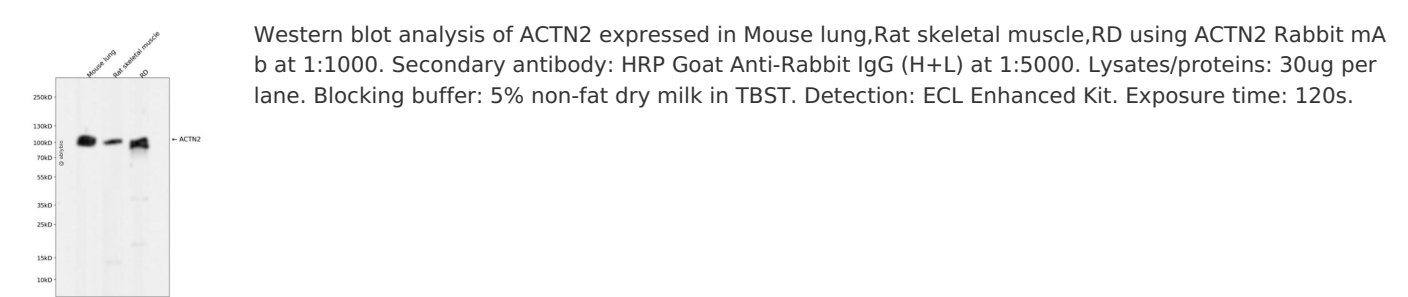 Mouse lung
Rat skeletal muscle
RD
250kD
130kD
100kD
70kD
55kD
35kD
25kD
15kD
10kD
@ abtybio
← ACTN2
Western blot analysis of ACTN2 expressed in Mouse lung,Rat skeletal muscle,RD using ACTN2 Rabbit mA
b at 1:1000. Secondary antibody: HRP Goat Anti-Rabbit IgG (H+L) at 1:5000. Lysates/proteins: 30ug per
lane. Blocking buffer: 5% non-fat dry milk in TBST. Detection: ECL Enhanced Kit. Exposure time: 120s.